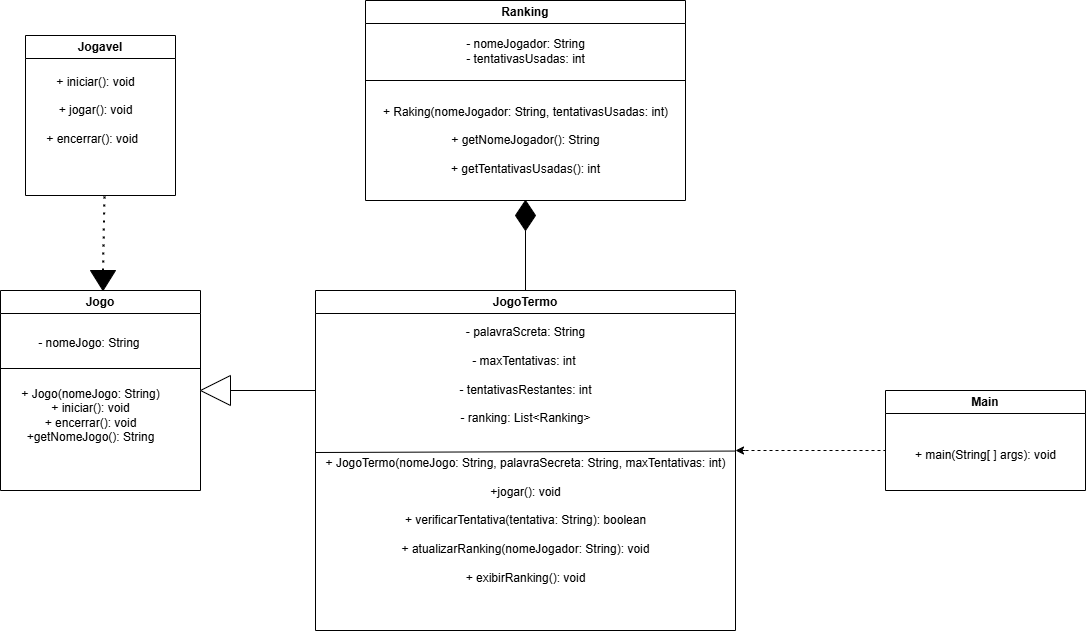 Ranking
- nomeJogador: String
- tentativasUsadas: int
+ Raking(nomeJogador: String, tentativasUsadas: int)
+ getNomeJogador(): String
+ getTentativasUsadas(): int
Jogavel
+ iniciar(): void
+ jogar(): void
+ encerrar(): void
Jogo
- nomeJogo: String
+ Jogo(nomeJogo: String)
+ iniciar(): void
+ encerrar(): void
+getNomeJogo(): String
JogoTermo
- palavraScreta: String
- maxTentativas: int
- tentativasRestantes: int
- ranking: List<Ranking>
+ JogoTermo(nomeJogo: String, palavraSecreta: String, maxTentativas: int)
+jogar(): void
+ verificarTentativa(tentativa: String): boolean
+ atualizarRanking(nomeJogador: String): void
+ exibirRanking(): void
Main
+ main(String[ ] args): void